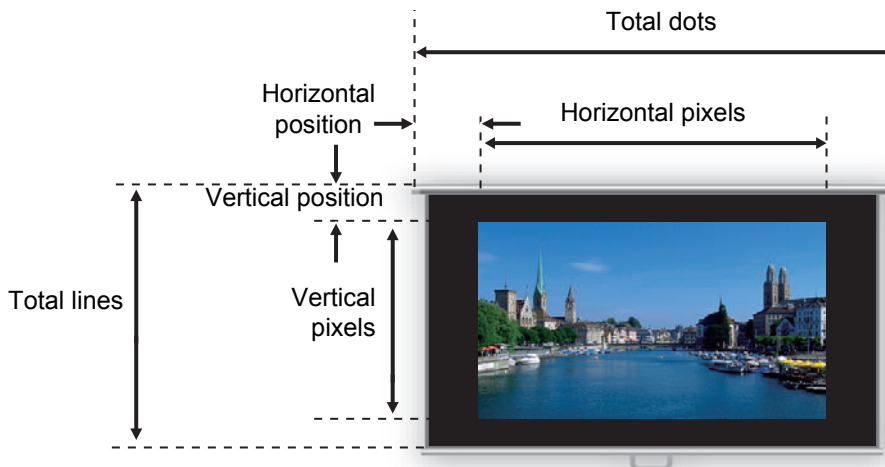 Total dots
Horizontal
position
Horizontal pixels
Vertical position
Total lines
Vertical
pixels